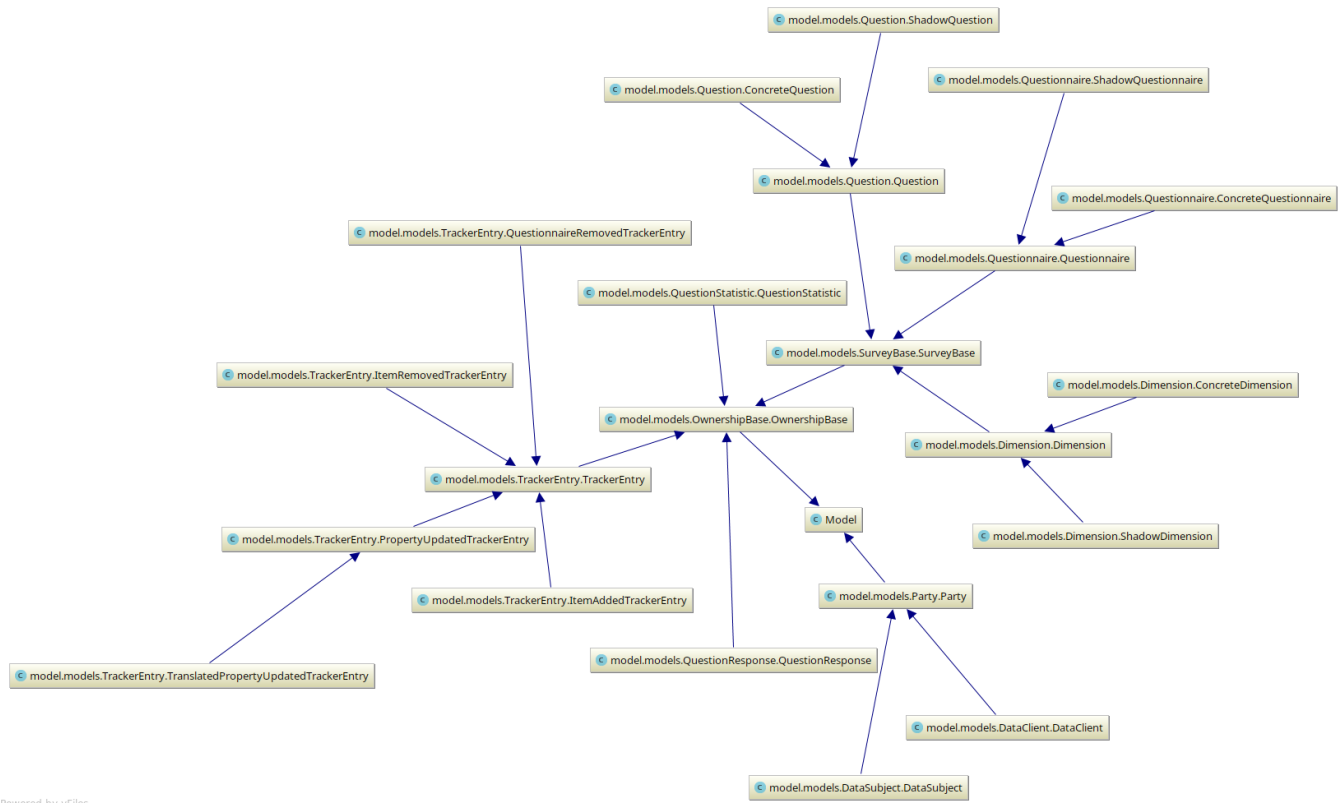 C model.models.Question.ShadowQuestion
C model.models.Questionnaire.ShadowQuestionnaire
C model.models.Question.ConcreteQuestion
C model.models.Question.Question
C model.models.Questionnaire.ConcreteQuestionnaire
C model.models.TrackerEntry.QuestionnaireRemovedTrackerEntry
C model.models.Questionnaire.Questionnaire
C model.models.QuestionStatistic.QuestionStatistic
C model.models.SurveyBase.SurveyBase
C model.models.TrackerEntry.ItemRemovedTrackerEntry
C model.models.Dimension.ConcreteDimension
C model.models.OwnershipBase.OwnershipBase
C model.models.Dimension.Dimension
C model.models.TrackerEntry.TrackerEntry
C Model
C model.models.Dimension.ShadowDimension
C model.models.TrackerEntry.PropertyUpdatedTrackerEntry
C model.models.Party.Party
C model.models.TrackerEntry.ItemAddedTrackerEntry
C model.models.QuestionResponse.QuestionResponse
C model.models.TrackerEntry.TranslatedPropertyUpdatedTrackerEntry
C model.models.DataClient.DataClient
C model.models.DataSubject.DataSubject
Powered by yFiles